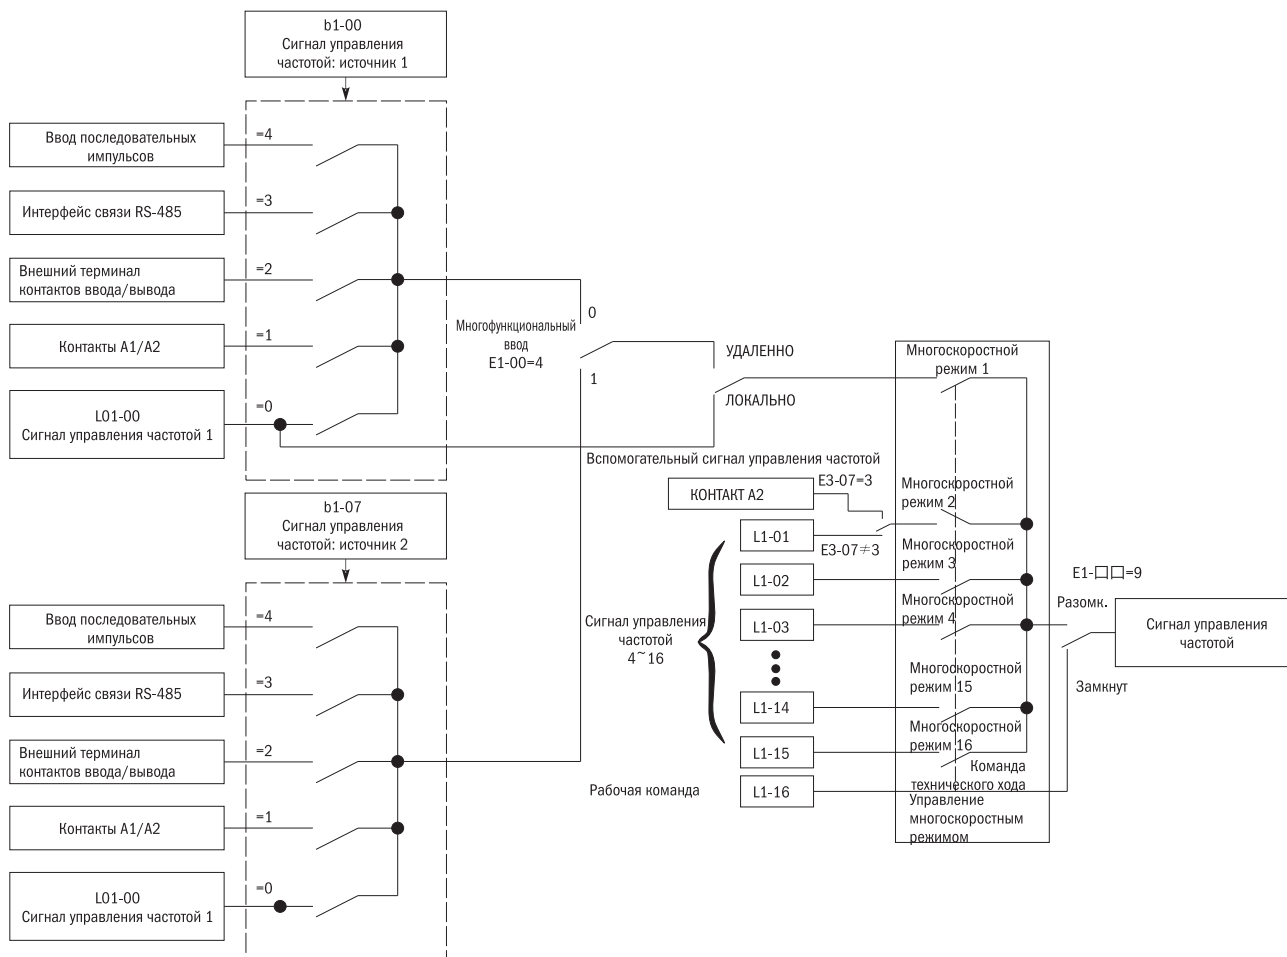 b1-00
Сигнал управления
частотой: источник 1
Ввод последовательных
импульсов
=4
Интерфейс связи RS-485
=3
Внешний терминал
контактов ввода/вывода
=2
Контакты A1/A2
=1
L01-00
Сигнал управления частотой 1
=0
Многофункциональный
ввод
E1-00=4
0
1
УДАЛЕННО
ЛОКАЛЬНО
b1-07
Сигнал управления
частотой: источник 2
Ввод последовательных
импульсов
=4
Интерфейс связи RS-485
=3
Внешний терминал
контактов ввода/вывода
=2
Контакты A1/A2
=1
L01-00
Сигнал управления частотой 1
=0
Вспомогательный сигнал управления частотой
КОНТАКТ A2
E3-07=3
E3-07≠3
L1-01
L1-02
L1-03
L1-14
L1-15
L1-16
Сигнал управления
частотой
4~16
Рабочая команда
Многоскоростной
режим 1
Многоскоростной
режим 2
Многоскоростной
режим 3
Многоскоростной
режим 4
Многоскоростной
режим 15
Многоскоростной
режим 16
Команда
технического хода
Управление
многоскоростным
режимом
E1-□□=9
Разомк.
Замкнут
Сигнал управления
частотой